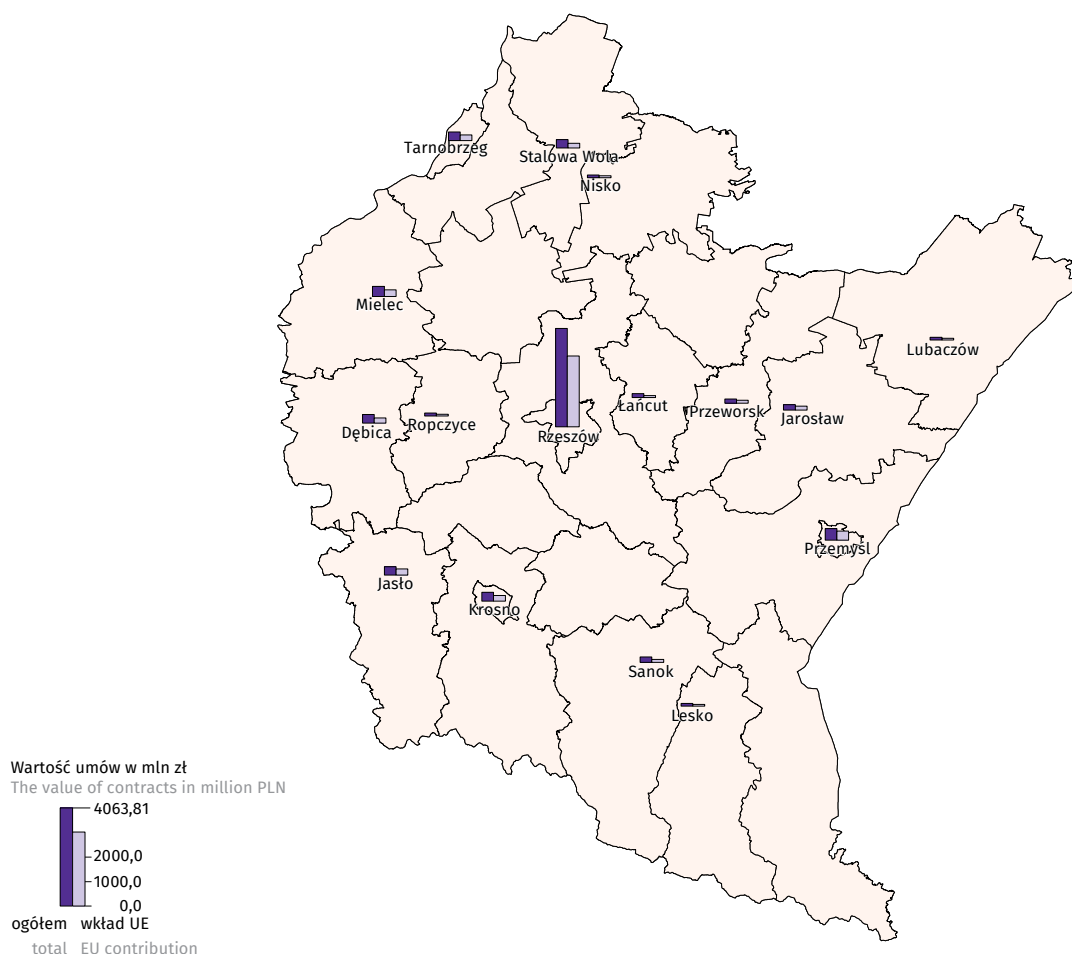 Tarnobrzeg
Stalowa Wola
Nisko
Mielec
Lubaczów
Łańcut
Przeworsk
Jarosław
Dębica
Ropczyce
Rzeszów
Przemyśl
Jasło
Krosno
Sanok
Lesko
Wartość umów w mln zł
The value of contracts in million PLN
4063,81
2000,0
1000,0
0,0
ogółem wkład UE
total EU contribution